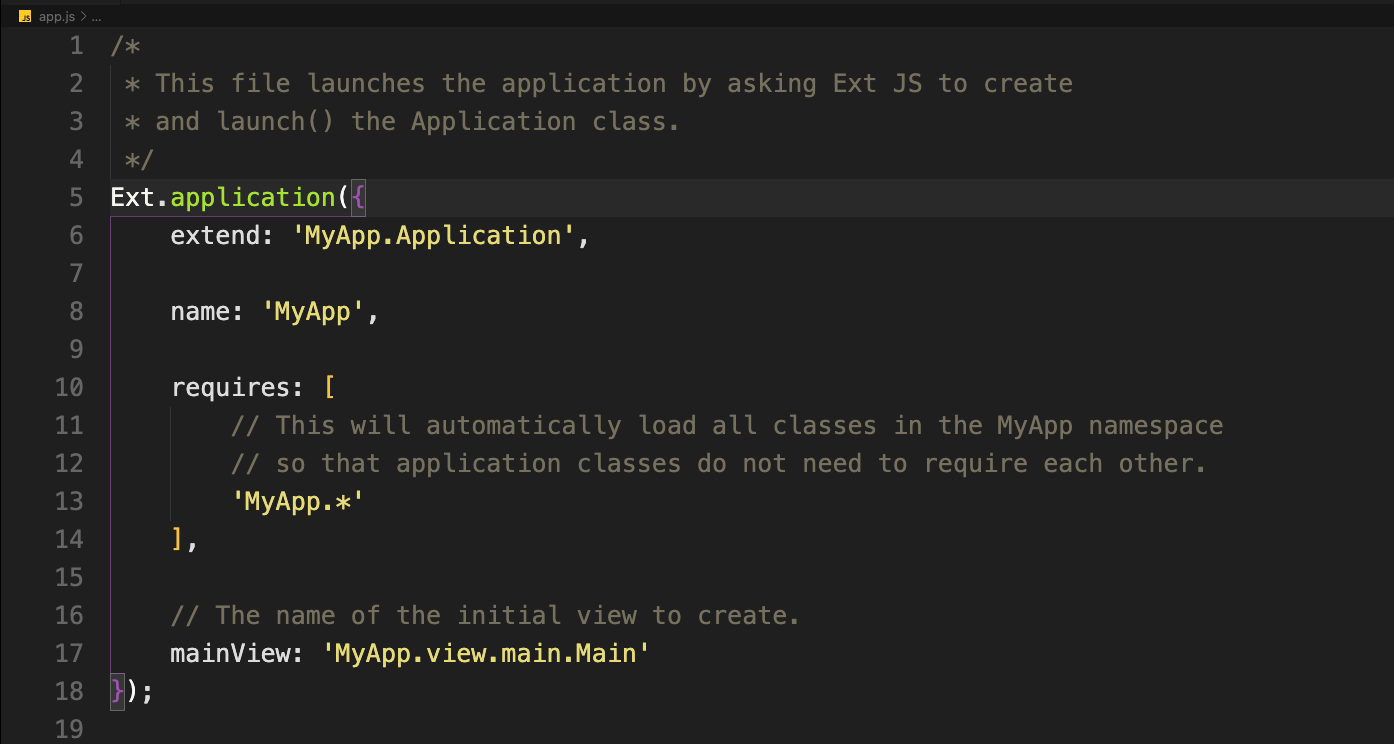 JS app.js > ...
1 /*
2  * This file launches the application by asking Ext JS to create
3  * and launch() the Application class.
4  */
5 Ext.application({
6     extend: 'MyApp.Application',
7
8     name: 'MyApp',
9
10     requires: [
11         // This will automatically load all classes in the MyApp namespace
12         // so that application classes do not need to require each other.
13         'MyApp.*'
14     ],
15
16     // The name of the initial view to create.
17     mainView: 'MyApp.view.main.Main'
18 });
19